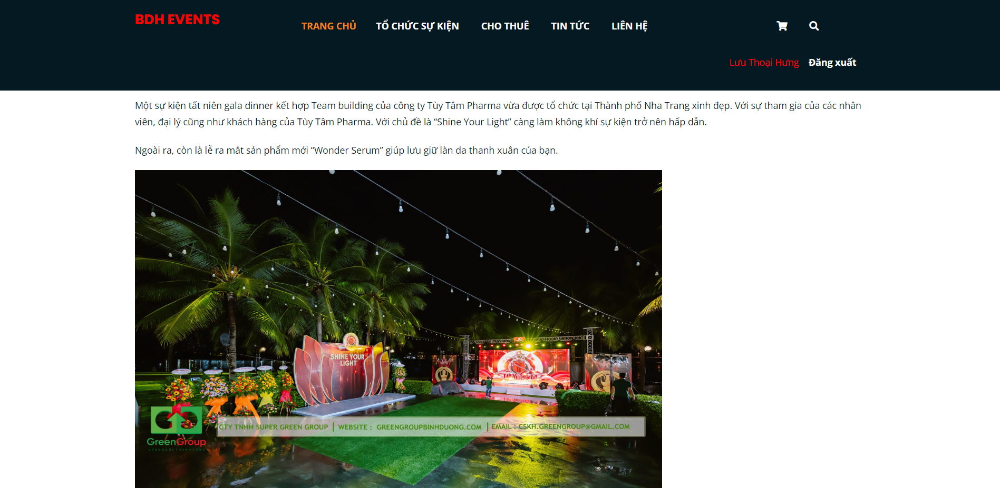 BDH EVENTS
TRANG CHỦ TỔ CHỨC SỰ KIỆN CHO THUÊ TIN TỨC LIÊN HỆ
Lưu Thoại Hưng Đăng xuất
Một sự kiện tất niên gala dinner kết hợp Team building của công ty Tùy Tâm Pharma vừa được tổ chức tại Thành phố Nha Trang xinh đẹp. Với sự tham gia của các nhân
viên, đại lý cũng như khách hàng của Tùy Tâm Pharma. Với chủ đề là “Shine Your Light” càng làm không khí sự kiện trở nên hấp dẫn.
Ngoài ra, còn là lễ ra mắt sản phẩm mới “Wonder Serum” giúp lưu giữ làn da thanh xuân của bạn.
SHINE YOUR
LIGHT
TUYTAM
WC
CTY TNHH SUPER GREEN GROUP | WEBSITE : GREENGROUPBINHDUONG.COM | EMAIL : CSKH.GREENGROUP@GMAIL.COM
GreenGroup